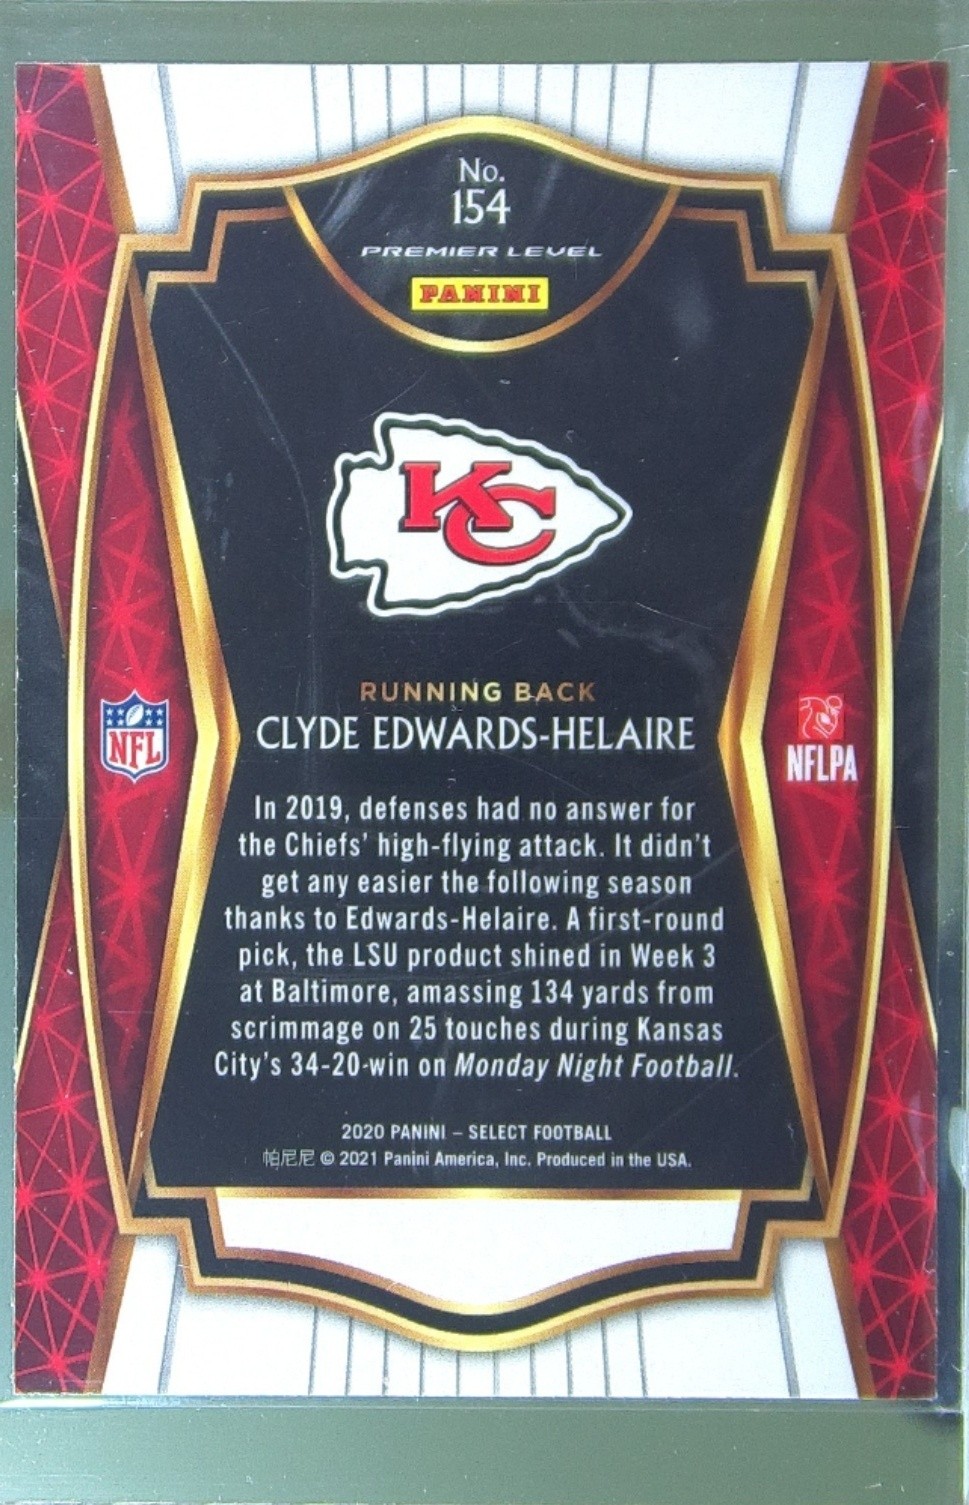 No.
154
PREMIER LEVEL
PANINI
KC
RUNNING BACK
CLYDE EDWARDS-HELAIRE
NFL
NFLPA
In 2019, defenses had no answer for
the Chiefs' high-flying attack. It didn't
get any easier the following season
thanks to Edwards-Helaire. A first-round
pick, the LSU product shined in Week 3
at Baltimore, amassing 134 yards from
scrimmage on 25 touches during Kansas
City's 34-20-win on Monday Night Football.
2020 PANINI – SELECT FOOTBALL
帕尼尼 © 2021 Panini America, Inc. Produced in the USA.